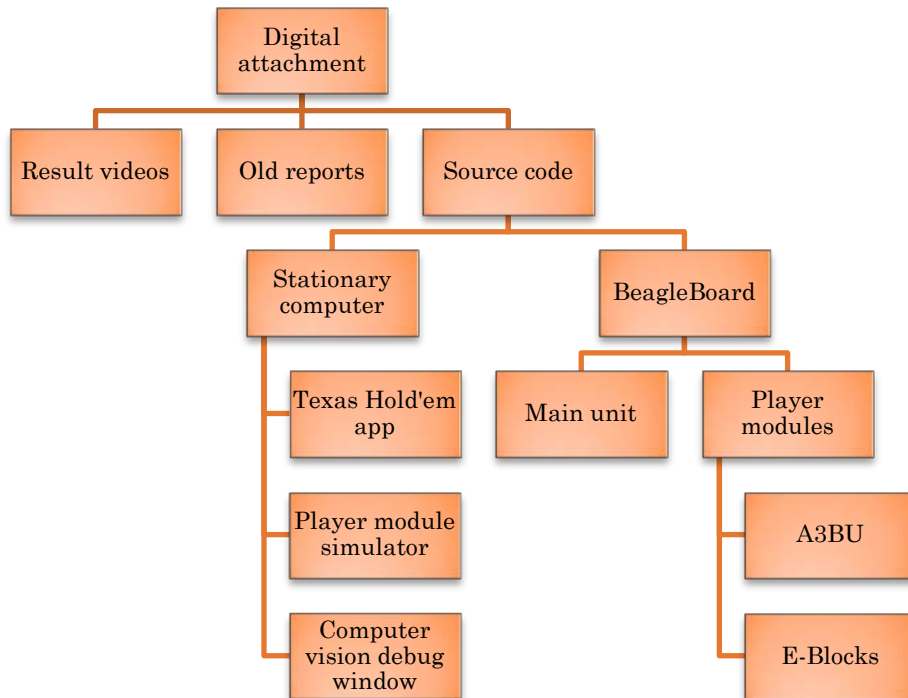 Digital
attachment
Result videos
Old reports
Source code
Stationary
computer
BeagleBoard
Texas Hold'em
app
Main unit
Player
modules
Player module
simulator
A3BU
Computer
vision debug
window
E-Blocks